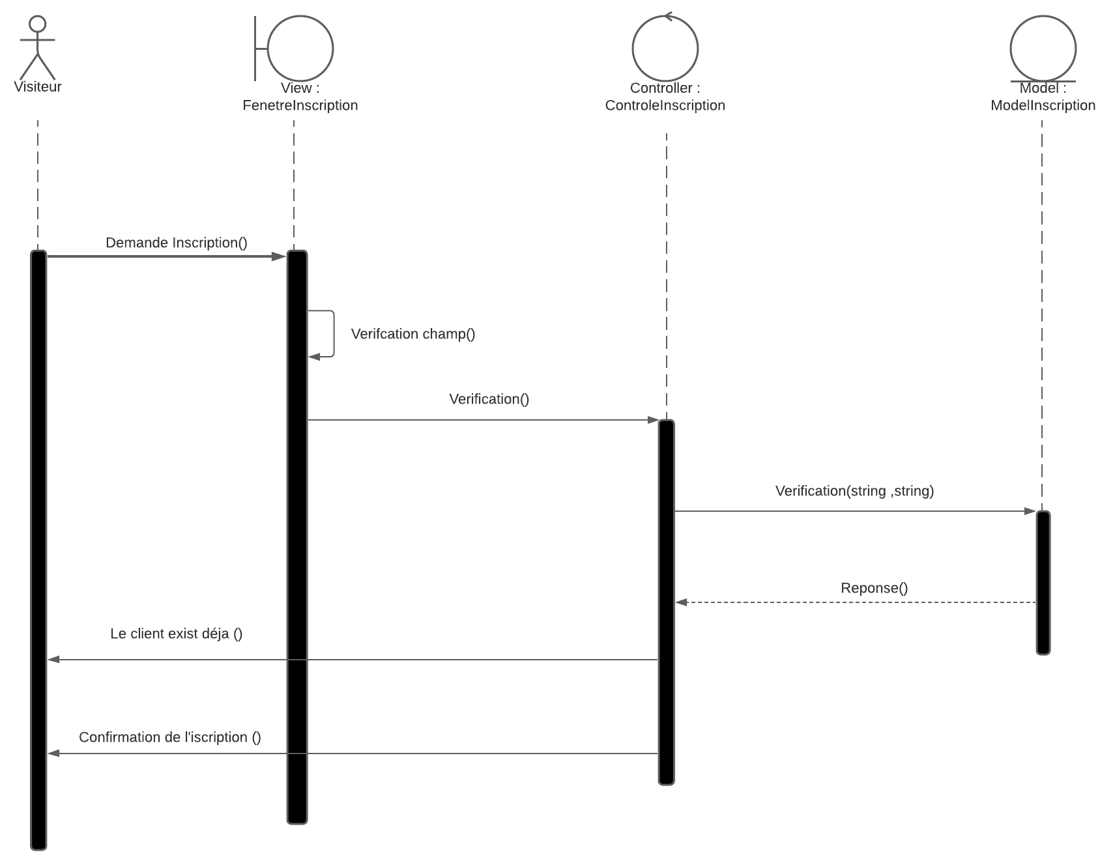 Visiteur
View :
FenetreInscription
Controller :
ControleInscription
Model :
ModelInscription
Demande Inscription()
Verifcation champ()
Verification()
Verification(string ,string)
Reponse()
Le client exist déja ()
Confirmation de l'iscription ()